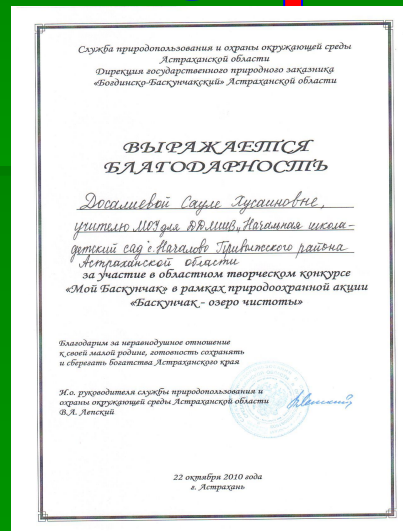 Служба природопользования и охраны окружающей среды
Астраханской области
Дирекция государственного природного заказника
«Богдинско-Баскунчакский» Астраханской области
ВЫРАЖАЕТСЯ
БЛАГОДАРНОСТЬ
Досалиевой Сауле Хусаиновне,
учителю МОУ для ДДМШВ „Начальная школа-
детский сад" с. Началово Приволжского района
Астраханской области
за участие в областном творческом конкурсе
«Мой Баскунчак» в рамках природоохранной акции
«Баскунчак - озеро чистоты»
Благодарим за неравнодушное отношение
к своей малой родине, готовность сохранять
и сберегать богатства Астраханского края
И.о. руководителя службы природопользования и
охраны окружающей среды Астраханской области
В.А. Лепский
22 октября 2010 года
г. Астрахань